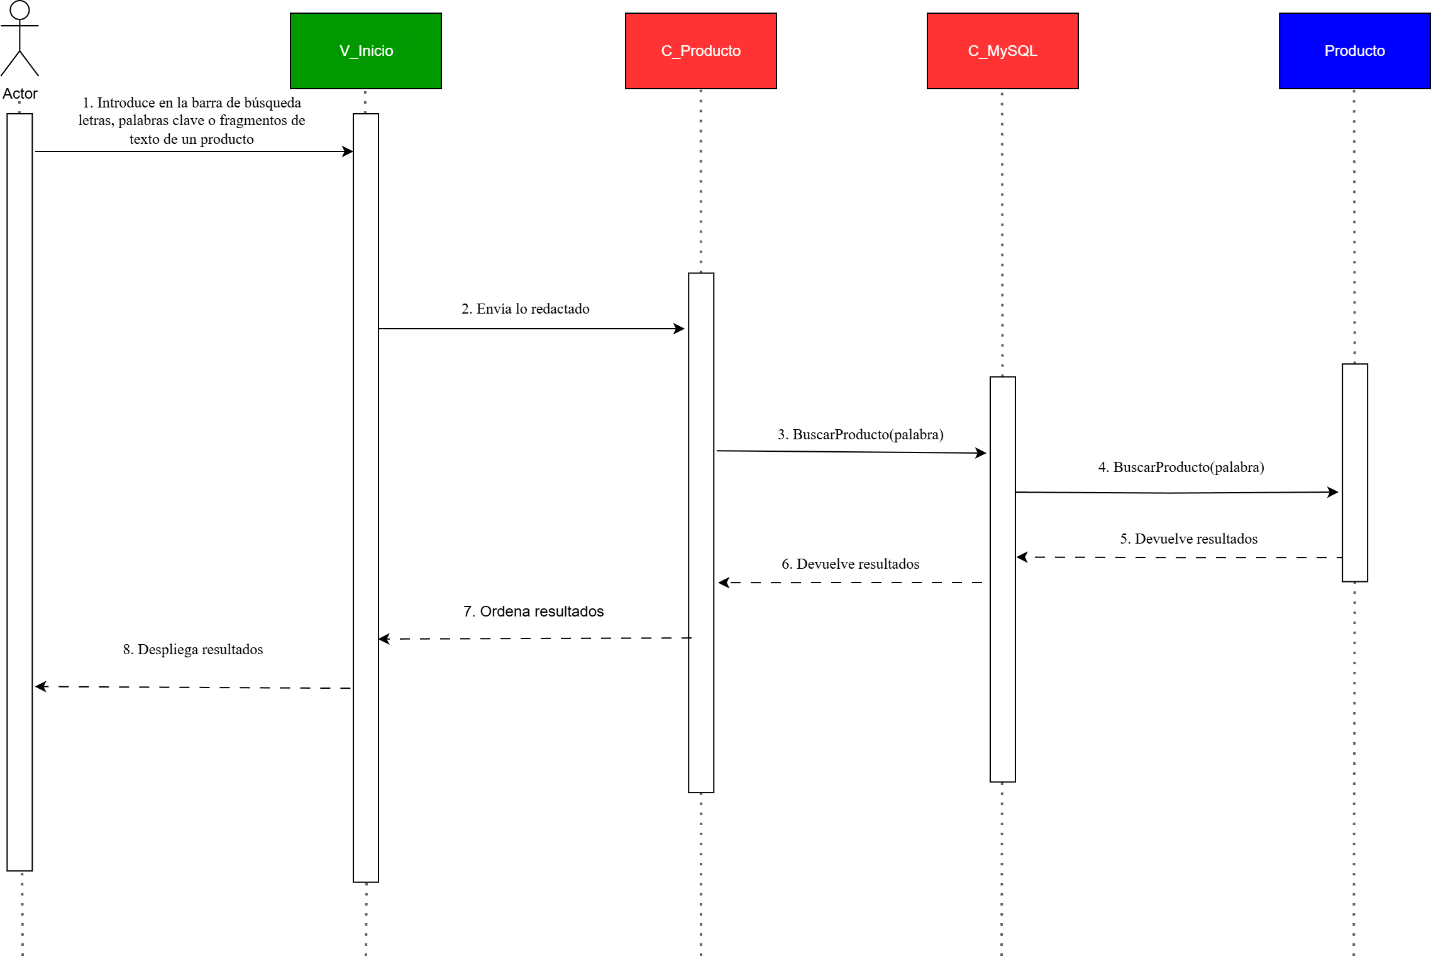 V_Inicio
C_Producto
C_MySQL
Producto
Actor
1. Introduce en la barra de búsqueda
letras, palabras clave o fragmentos de
texto de un producto
2. Envía lo redactado
3. BuscarProducto(palabra)
4. BuscarProducto(palabra)
5. Devuelve resultados
6. Devuelve resultados
7. Ordena resultados
8. Despliega resultados